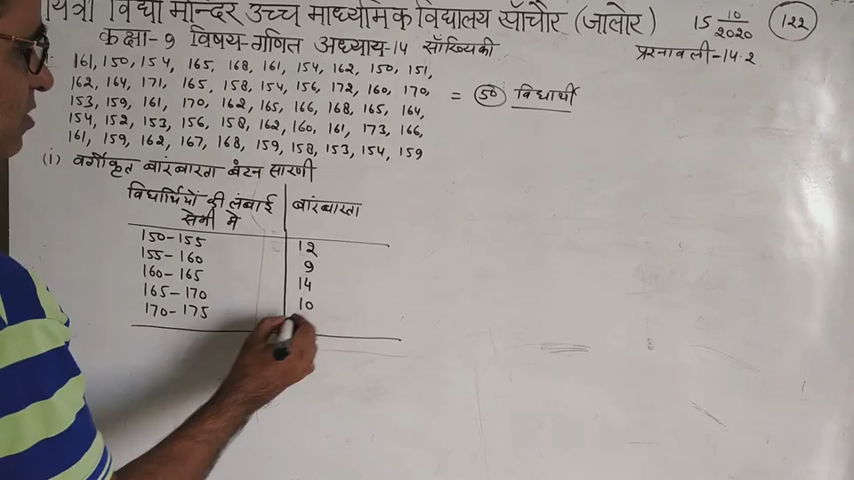 यत्री विद्या मन्दिर उच्च माध्यमिक विद्यालय साँचौर (जालोर)
15 10/2020
122
कक्षा-9 विषय-गणित अध्याय-14 साँख्यिकी
प्रश्नावली-14.2
161, 150, 154, 165, 168, 161, 154, 162, 150, 151,
162, 164, 171, 165, 158, 154, 156, 172, 160, 170,
153, 159, 161, 170, 162, 165, 166, 168, 165, 164,
154, 152, 153, 156, 158, 162, 160, 161, 173, 166,
161, 159, 162, 167, 168, 159, 158, 153, 154, 159
= 50 विद्यार्थी
(i) वर्गीकृत बारंबारता बंटन सारणी
विद्यार्थियों की लंबाई बारंबारता
सेमी मे
150-155 12
155-160 9
160-165 14
165-170 10
170-175